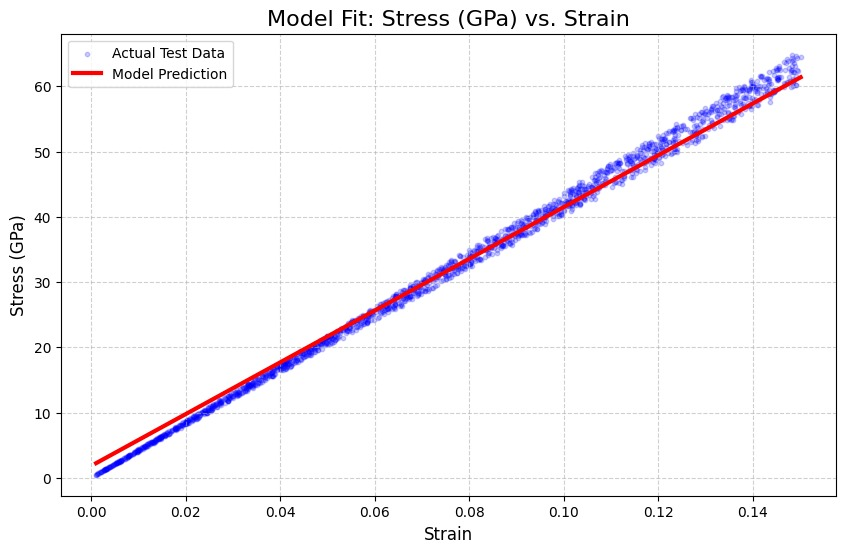 Model Fit: Stress (GPa) vs. Strain
Actual Test Data
Model Prediction
Stress (GPa)
60
50
40
30
20
10
0
0.00 0.02 0.04 0.06 0.08 0.10 0.12 0.14
Strain